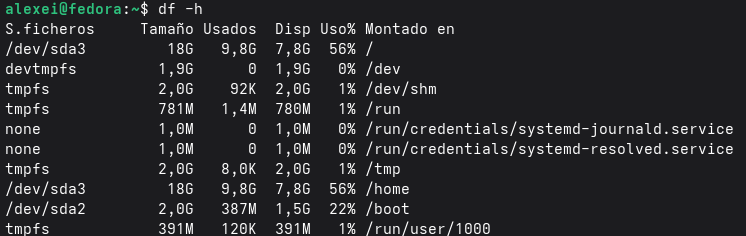 alexei@fedora:~$ df -h
S.ficheros     Tamaño Usados  Disp Uso% Montado en
/dev/sda3         18G   9,8G  7,8G  56% /
devtmpfs         1,9G      0  1,9G   0% /dev
tmpfs            2,0G    92K  2,0G   1% /dev/shm
tmpfs            781M   1,4M  780M   1% /run
none             1,0M      0  1,0M   0% /run/credentials/systemd-journald.service
none             1,0M      0  1,0M   0% /run/credentials/systemd-resolved.service
tmpfs            2,0G   8,0K  2,0G   1% /tmp
/dev/sda3         18G   9,8G  7,8G  56% /home
/dev/sda2        2,0G   387M  1,5G  22% /boot
tmpfs            391M   120K  391M   1% /run/user/1000